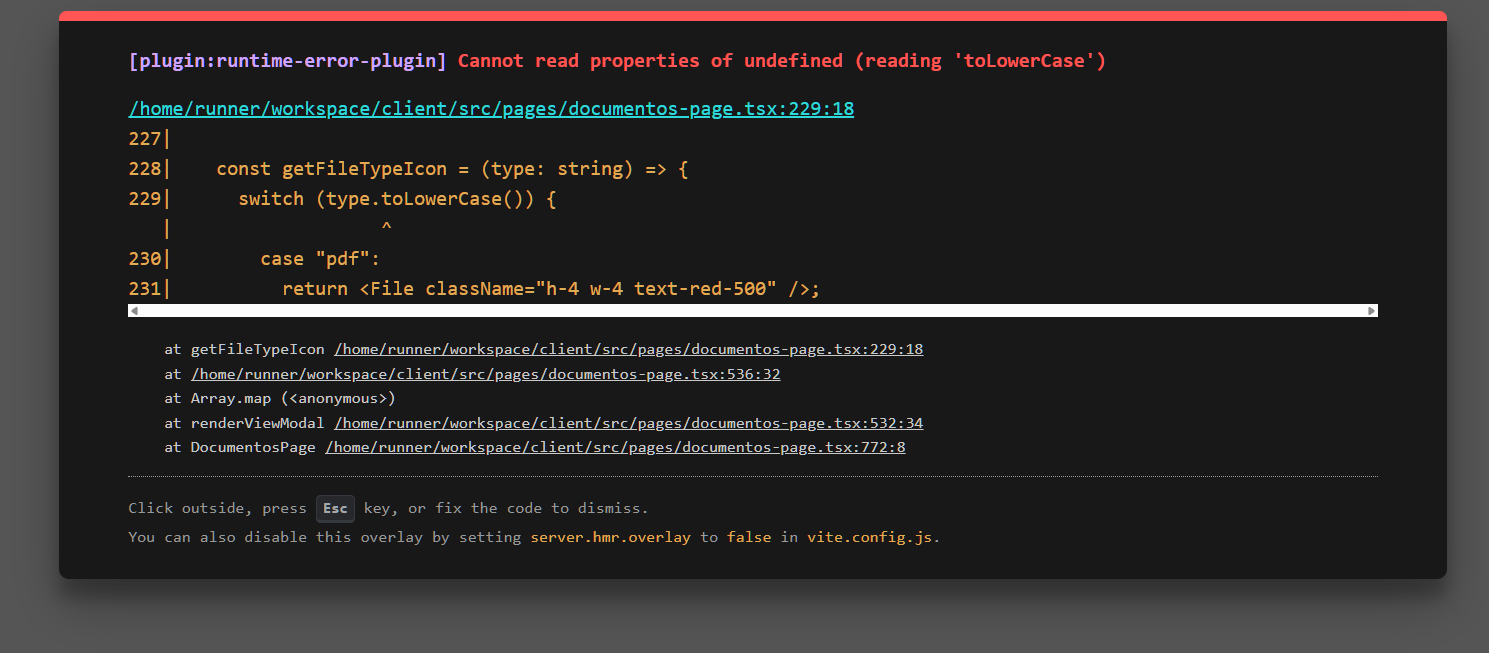 [plugin:runtime-error-plugin] Cannot read properties of undefined (reading 'toLowerCase')
/home/runner/workspace/client/src/pages/documentos-page.tsx:229:18
227|
228|    const getFileTypeIcon = (type: string) => {
229|      switch (type.toLowerCase()) {
   |                   ^
230|        case "pdf":
231|          return <File className="h-4 w-4 text-red-500" />;
at getFileTypeIcon /home/runner/workspace/client/src/pages/documentos-page.tsx:229:18
at /home/runner/workspace/client/src/pages/documentos-page.tsx:536:32
at Array.map (<anonymous>)
at renderViewModal /home/runner/workspace/client/src/pages/documentos-page.tsx:532:34
at DocumentosPage /home/runner/workspace/client/src/pages/documentos-page.tsx:772:8
Click outside, press Esc key, or fix the code to dismiss.
You can also disable this overlay by setting server.hmr.overlay to false in vite.config.js.